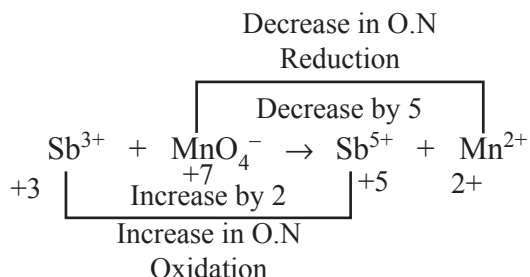 Decrease in O.N
Reduction
Decrease by 5
Sb³⁺ + MnO₄⁻ → Sb⁵⁺ + Mn²⁺
+3 +7 +5 2+
Increase by 2
Increase in O.N
Oxidation